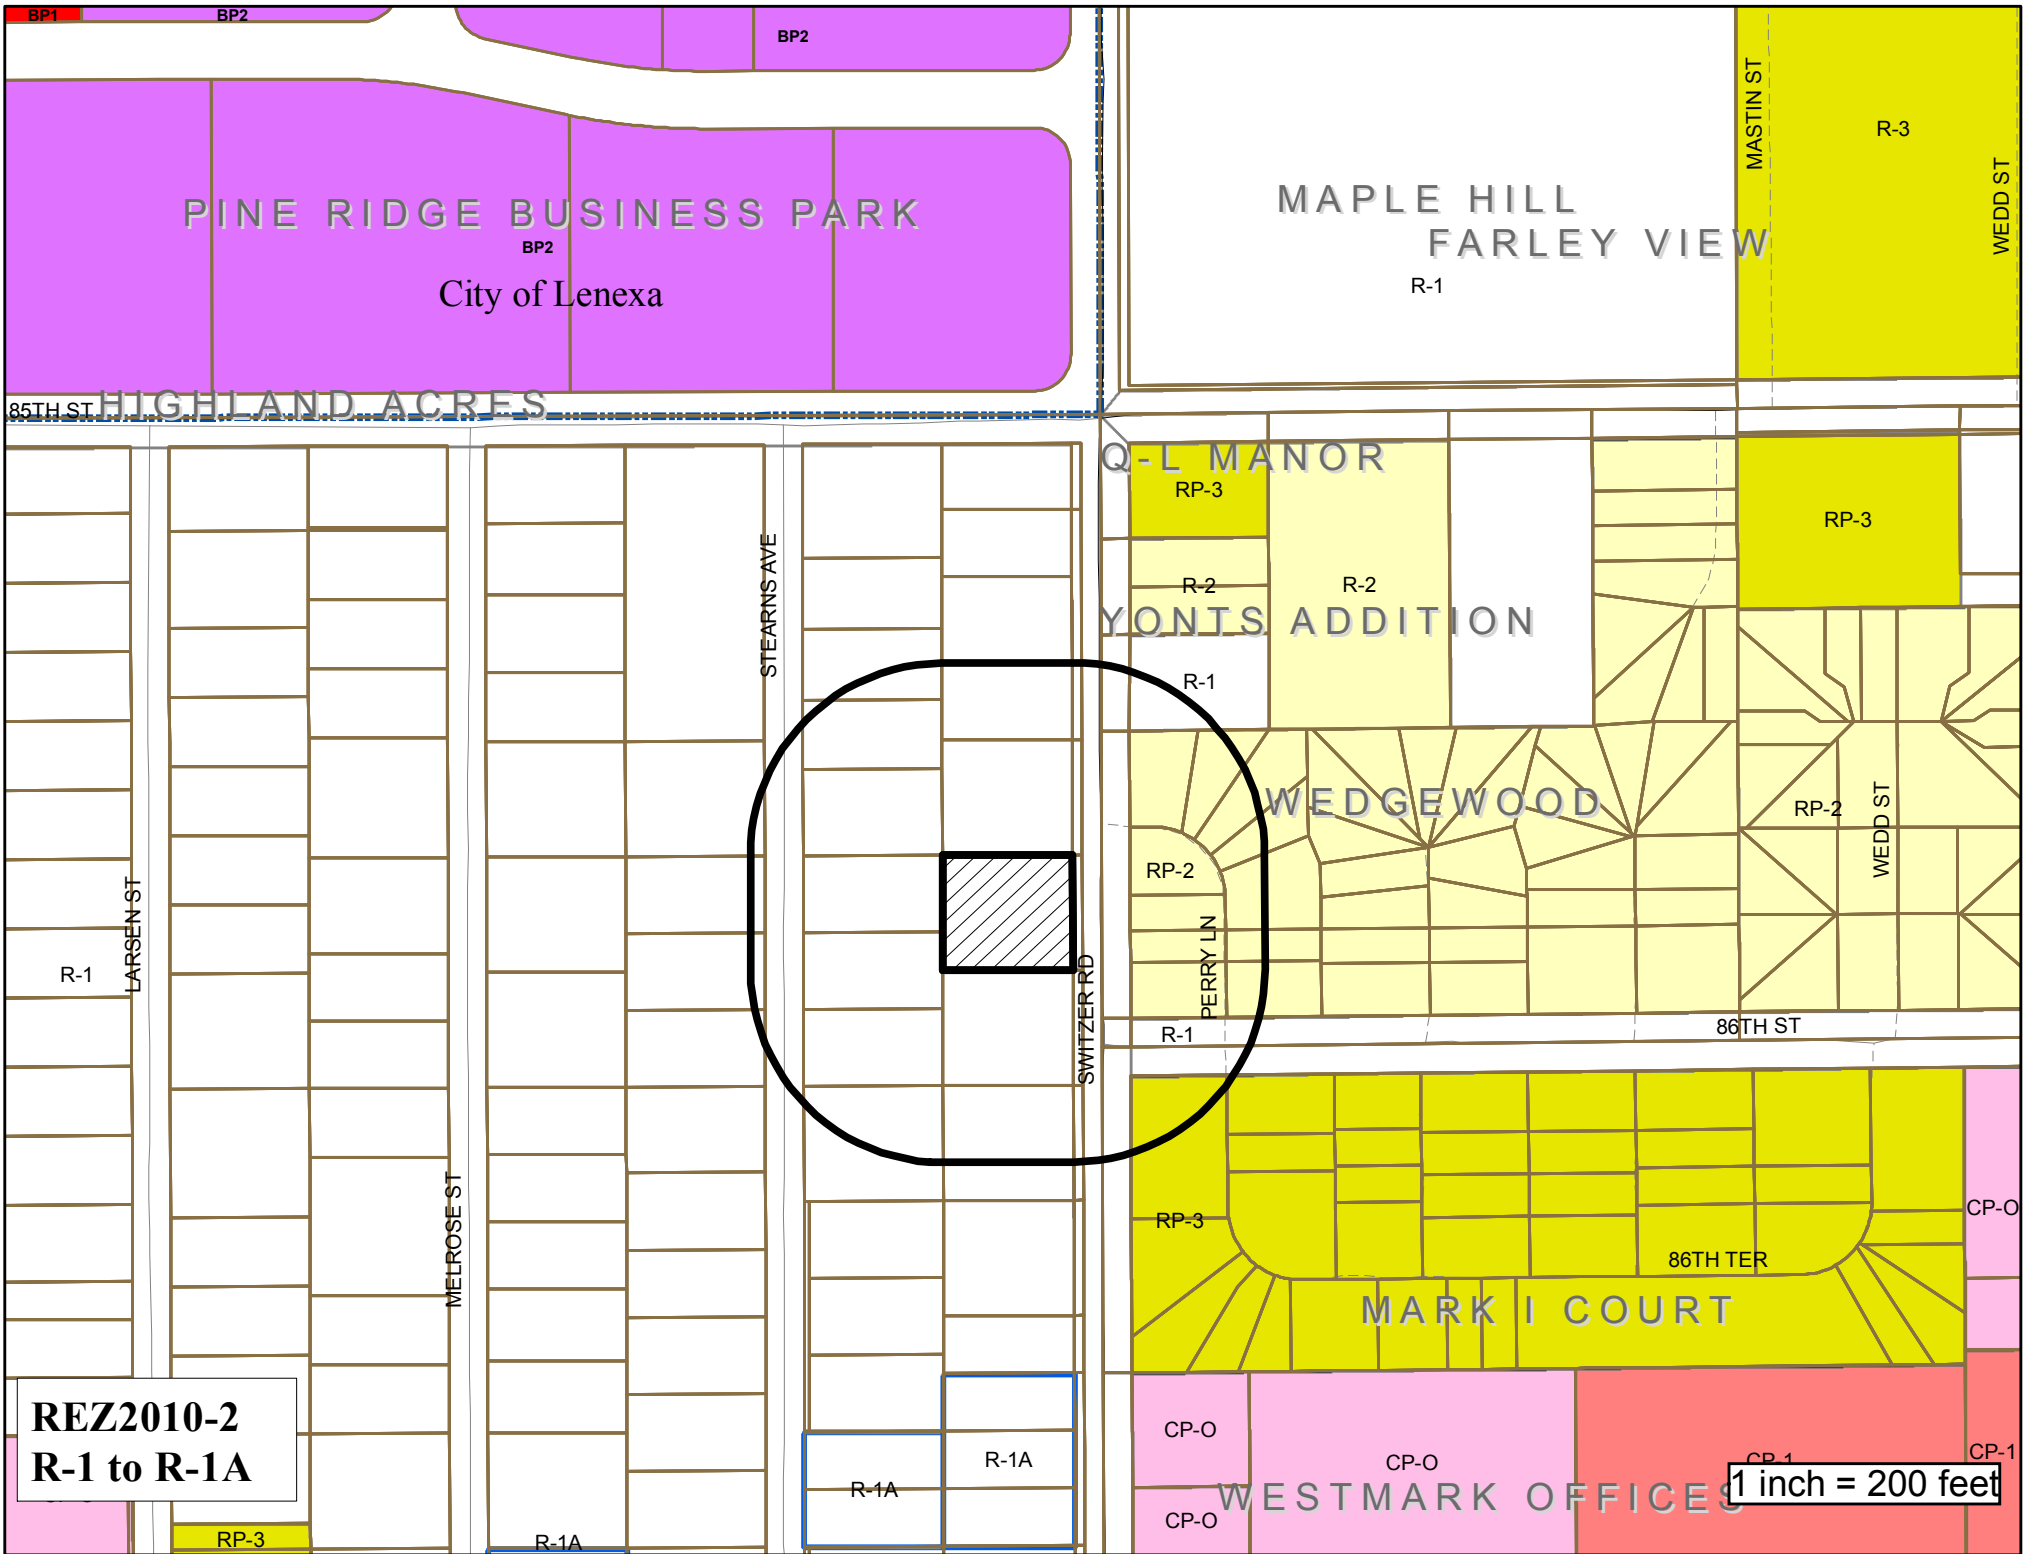 BP1
BP2
BP2
MASTIN ST
R-3
WEDD ST
PINE RIDGE BUSINESS PARK
MAPLE HILL
FARLEY VIEW
BP2
City of Lenexa
R-1
85TH ST
HIGHLAND ACRES
Q-L MANOR
RP-3
RP-3
STEARNS AVE
R-2
R-2
YONTS ADDITION
R-1
WEDGEWOOD
RP-2
WEDD ST
RP-2
LARSEN ST
PERRY LN
R-1
SWITZER RD
R-1
86TH ST
MELROSE ST
RP-3
CP-O
86TH TER
MARK I COURT
REZ2010-2
R-1 to R-1A
CP-O
R-1A
CP-O
CP-1
CP-1
R-1A
WESTMARK OFFICES
1 inch = 200 feet
CP-O
RP-3
R-1A